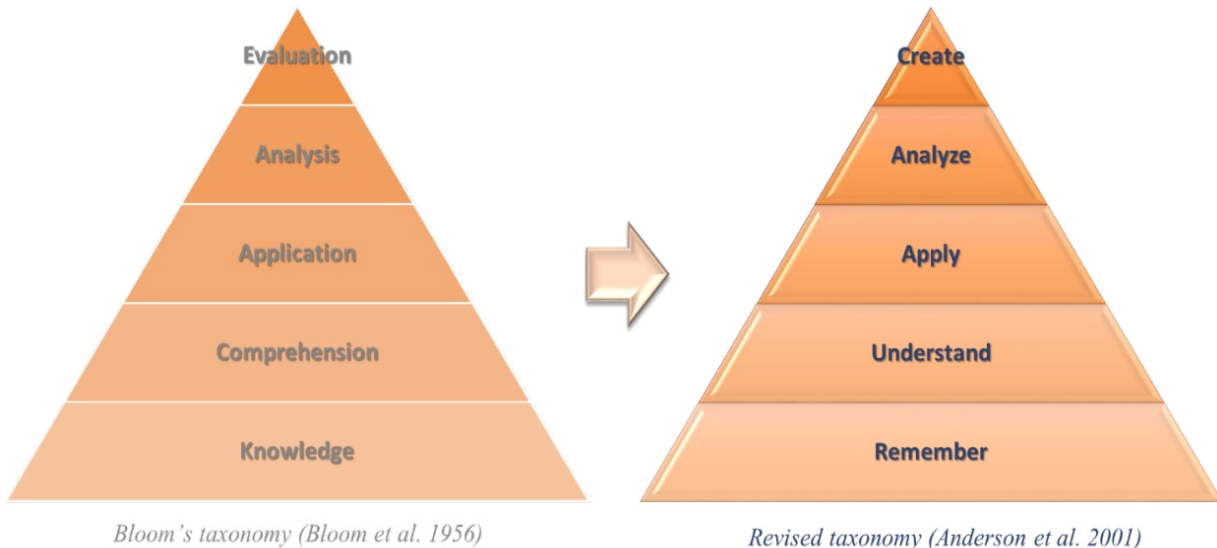 Evaluation
Analysis
Application
Comprehension
Knowledge
Bloom’s taxonomy (Bloom et al. 1956)
Create
Analyze
Apply
Understand
Remember
Revised taxonomy (Anderson et al. 2001)